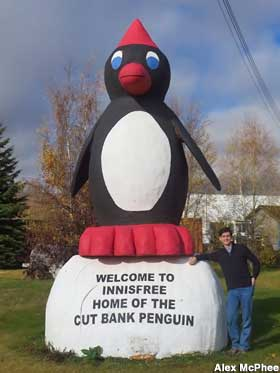 WELCOME TO
INNISFREE
HOME OF THE
CUT BANK PENGUIN
Alex McPhee